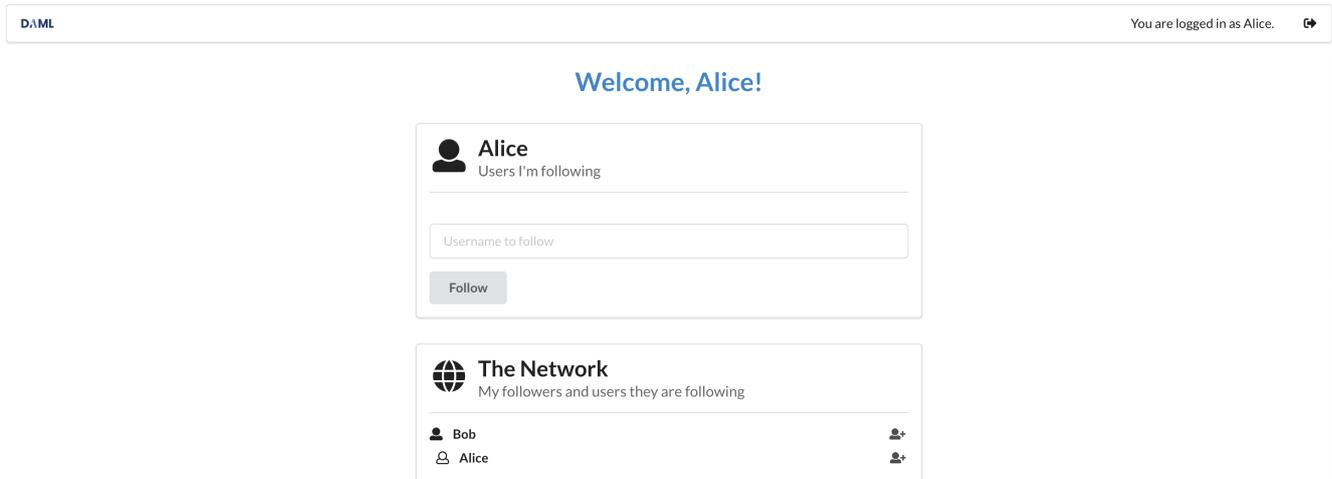 DAML
You are logged in as Alice.
Welcome, Alice!
Alice
Users I'm following
Username to follow
Follow
The Network
My followers and users they are following
Bob
Alice